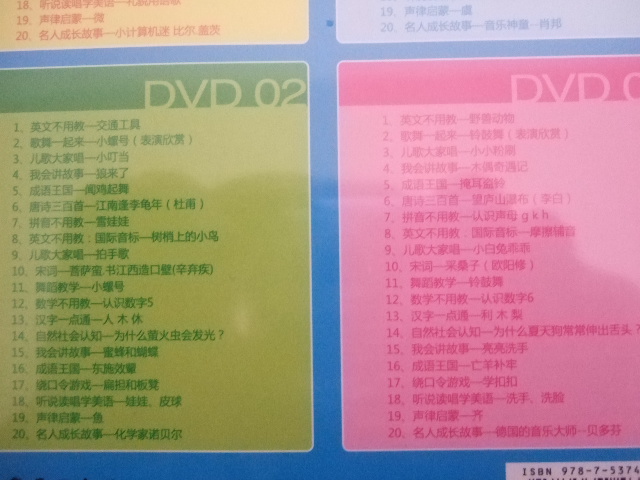 18、听说读唱学美语—礼貌用语歌
19、声律启蒙—微
20、名人成长故事—小计算机迷 比尔.盖茨
19、声律启蒙—虞
20、名人成长故事—音乐神童—肖邦
DVD 02
1、英文不用教—交通工具
2、歌舞一起来—小螺号（表演欣赏）
3、儿歌大家唱—小叮当
4、我会讲故事—狼来了
5、成语王国—闻鸡起舞
6、唐诗三百首—江南逢李龟年（杜甫）
7、拼音不用教—雪娃娃
8、英文不用教：国际音标—树梢上的小鸟
9、儿歌大家唱—拍手歌
10、宋词—菩萨蛮.书江西造口壁(辛弃疾)
11、舞蹈教学—小螺号
12、数学不用教—认识数字5
13、汉字一点通—人 木 休
14、自然社会认知—为什么萤火虫会发光？
15、我会讲故事—蜜蜂和蝴蝶
16、成语王国—东施效颦
17、绕口令游戏—扁担和板凳
18、听说读唱学美语—娃娃、皮球
19、声律启蒙—鱼
20、名人成长故事—化学家诺贝尔
DVD 0
1、英文不用教—野兽动物
2、歌舞一起来—铃鼓舞（表演欣赏）
3、儿歌大家唱—小小粉刷
4、我会讲故事—木偶奇遇记
5、成语王国—掩耳盗铃
6、唐诗三百首—望庐山瀑布（李白）
7、拼音不用教—认识声母 g k h
8、英文不用教：国际音标—摩擦辅音
9、儿歌大家唱—小白兔乖乖
10、宋词—采桑子（欧阳修）
11、舞蹈教学—铃鼓舞
12、数学不用教—认识数字6
13、汉字一点通—利 木 梨
14、自然社会认知—为什么夏天狗常常伸出舌头？
15、我会讲故事—亮亮洗手
16、成语王国—亡羊补牢
17、绕口令游戏—学扣扣
18、听说读唱学美语—洗手、洗脸
19、声律启蒙—齐
20、名人成长故事—德国的音乐大师--贝多芬
ISBN 978-7-5374